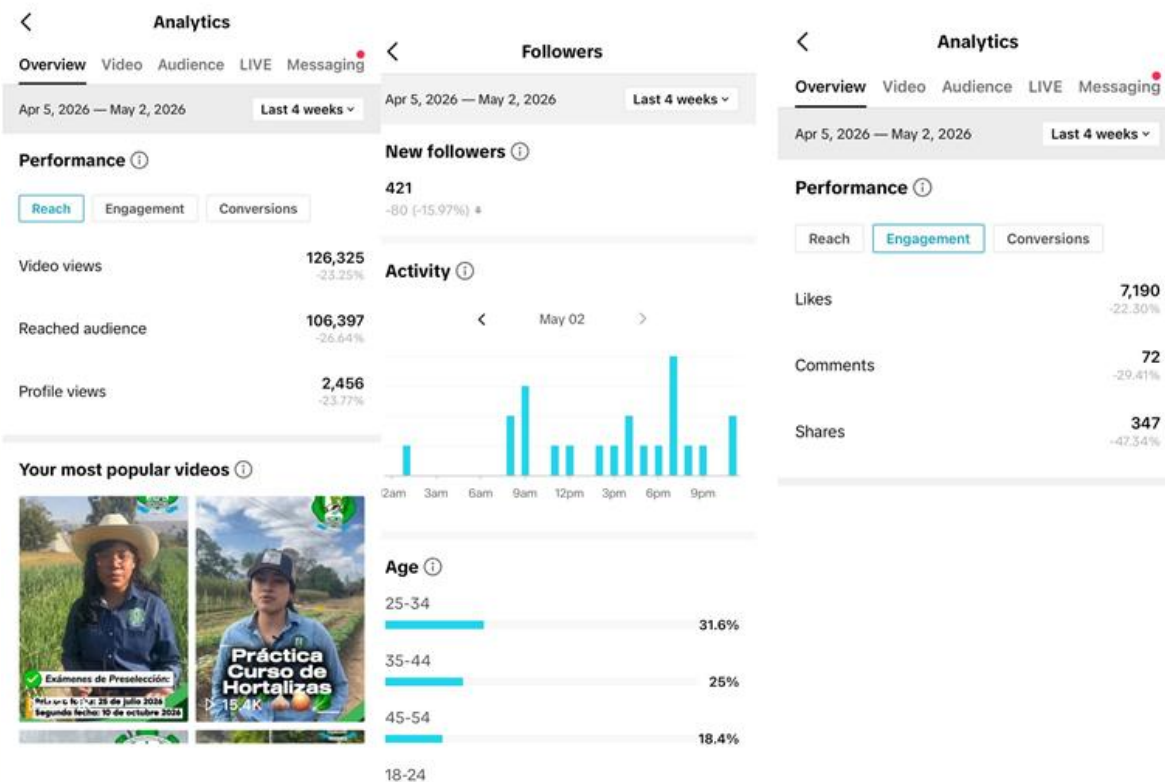 Analytics
Overview Video Audience LIVE Messaging
Apr 5, 2026 — May 2, 2026 Last 4 weeks
Performance
Reach Engagement Conversions
Video views 126,325
-23.25%
Reached audience 106,397
-26.64%
Profile views 2,456
-23.77%
Your most popular videos
Exámenes de Preselección:
fecha: 25 de julio 2026
Segunda fecha: 10 de octubre 2026
Práctica
Curso de
Hortalizas
15.4K
Followers
Apr 5, 2026 — May 2, 2026 Last 4 weeks
New followers
421
-80 (-15.97%)
Activity
May 02
2am 3am 6am 9am 12pm 3pm 6pm 9pm
Age
25-34
31.6%
35-44
25%
45-54
18.4%
18-24
Analytics
Overview Video Audience LIVE Messaging
Apr 5, 2026 — May 2, 2026 Last 4 weeks
Performance
Reach Engagement Conversions
Likes 7,190
-22.30%
Comments 72
-29.41%
Shares 347
-47.34%